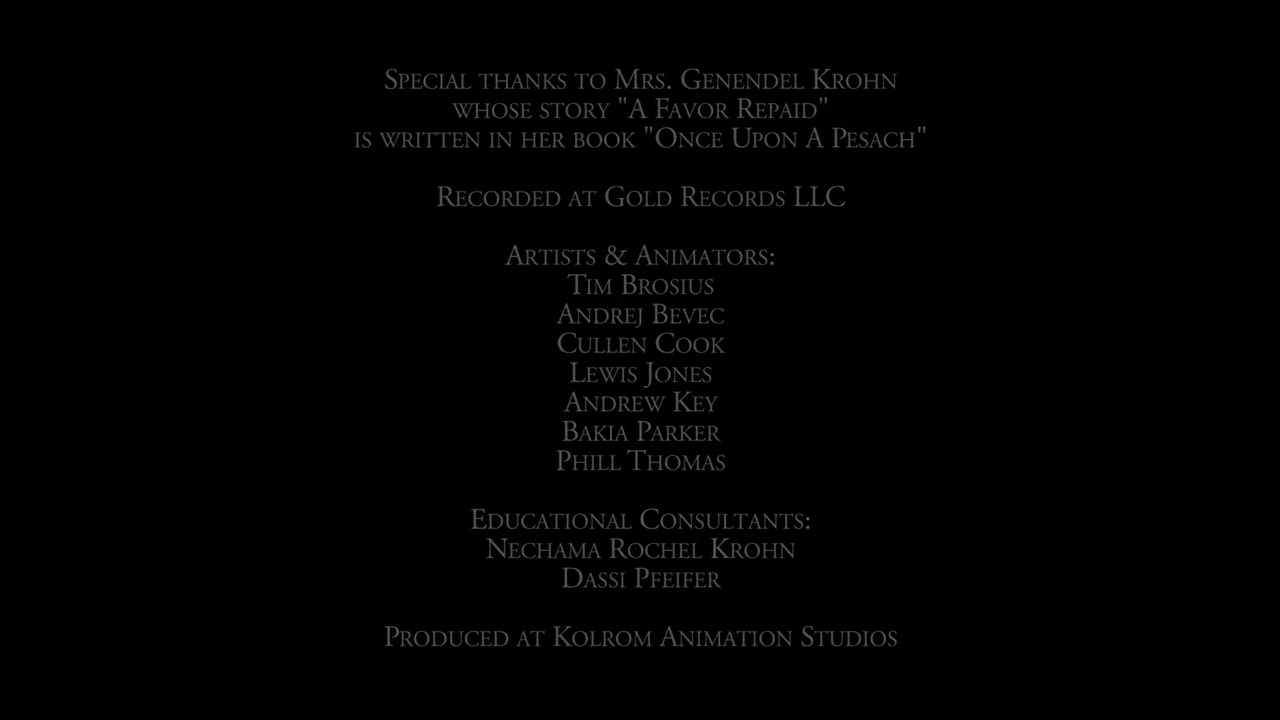 Special thanks to Mrs. Genendel Krohn
whose story "A Favor Repaid"
is written in her book "Once Upon A Pesach"
Recorded at Gold Records LLC
Artists & Animators:
Tim Brosius
Andrej Bevec
Cullen Cook
Lewis Jones
Andrew Key
Bakia Parker
Phill Thomas
Educational Consultants:
Nechama Rochel Krohn
Dassi Pfeifer
Produced at Kolrom Animation Studios